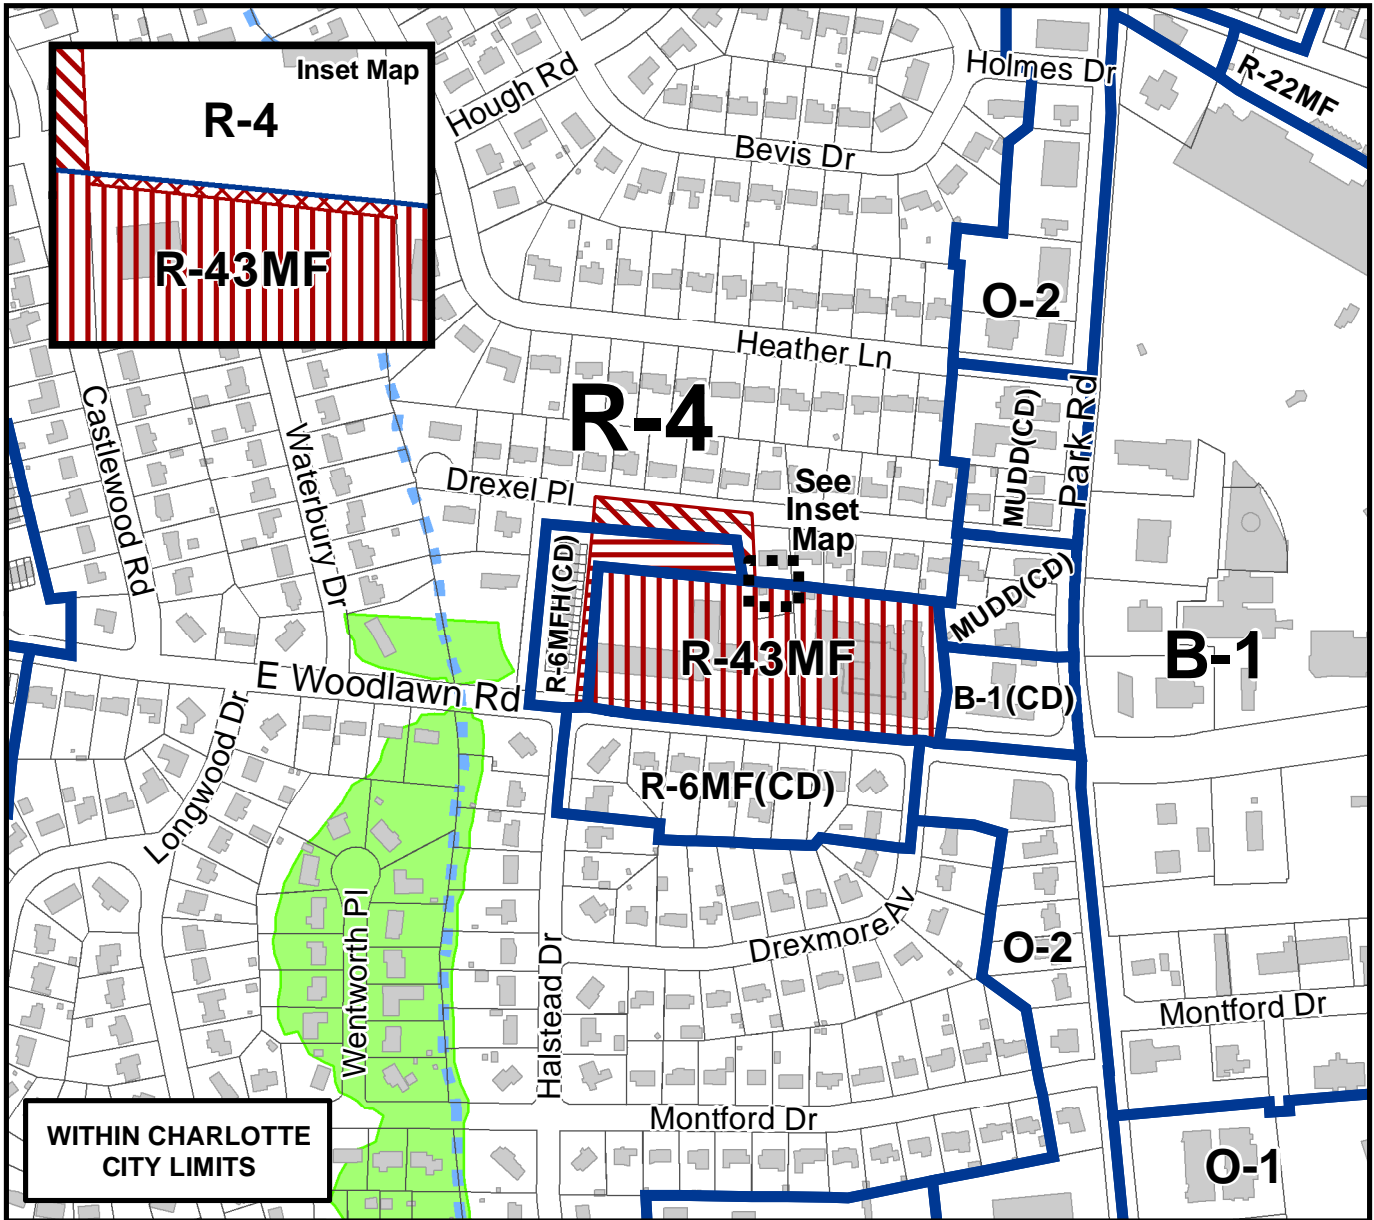 Inset Map
R-4
R-43MF
Hough Rd
Holmes Dr
R-22MF
Bevis Dr
O-2
Heather Ln
R-4
Castlewood Rd
Waterbury Dr
Drexel Pl
See
Inset
Map
MUDD(CD)
Park Rd
R-6MFH(CD)
MUDD(CD)
R-43MF
B-1
E Woodlawn Rd
B-1(CD)
Longwood Dr
R-6MF(CD)
Wentworth Pl
Halstead Dr
Drexmore Av
O-2
Montford Dr
Montford Dr
WITHIN CHARLOTTE
CITY LIMITS
O-1